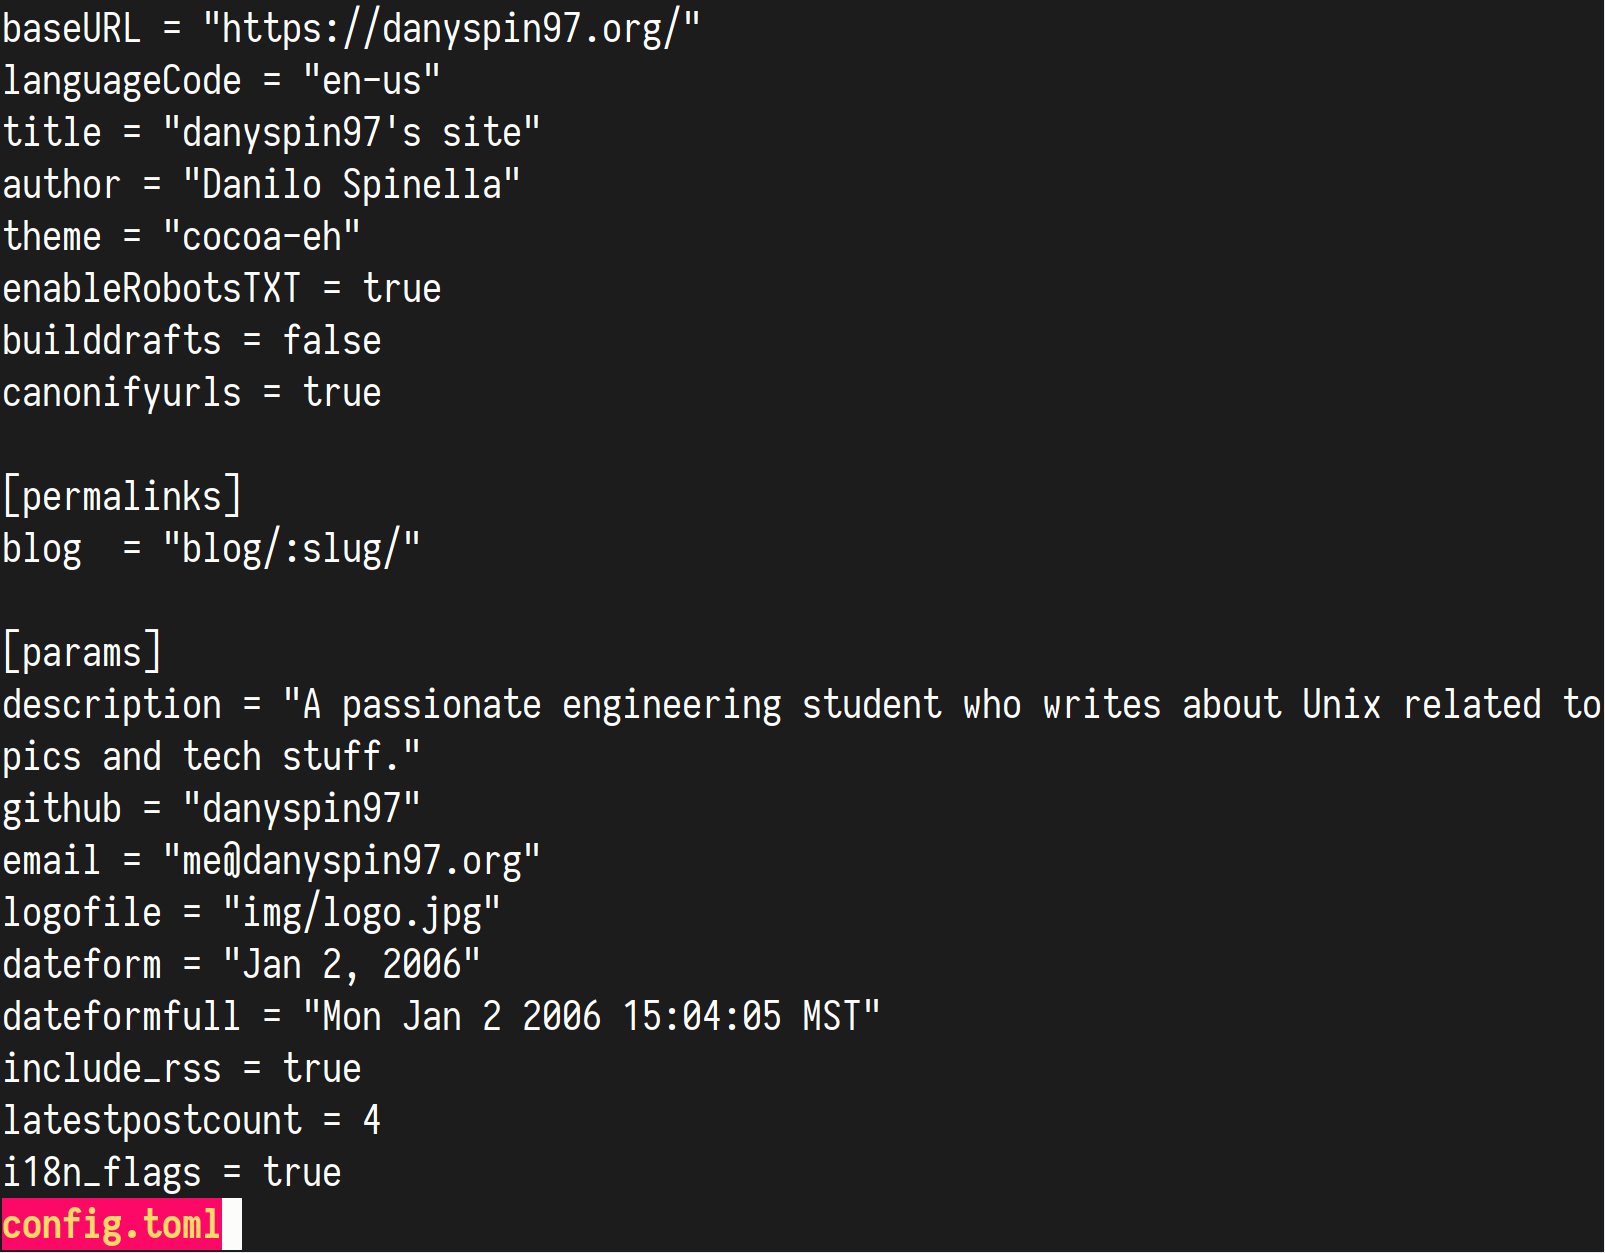 baseURL = "https://danyspin97.org/"
languageCode = "en-us"
title = "danyspin97's site"
author = "Danilo Spinella"
theme = "cocoa-eh"
enableRobotsTXT = true
builddrafts = false
canonifyurls = true

[permalinks]
blog  = "blog/:slug/"

[params]
description = "A passionate engineering student who writes about Unix related to
pics and tech stuff."
github = "danyspin97"
email = "me@danyspin97.org"
logofile = "img/logo.jpg"
dateform = "Jan 2, 2006"
dateformfull = "Mon Jan 2 2006 15:04:05 MST"
include_rss = true
latestpostcount = 4
i18n_flags = true
config.toml